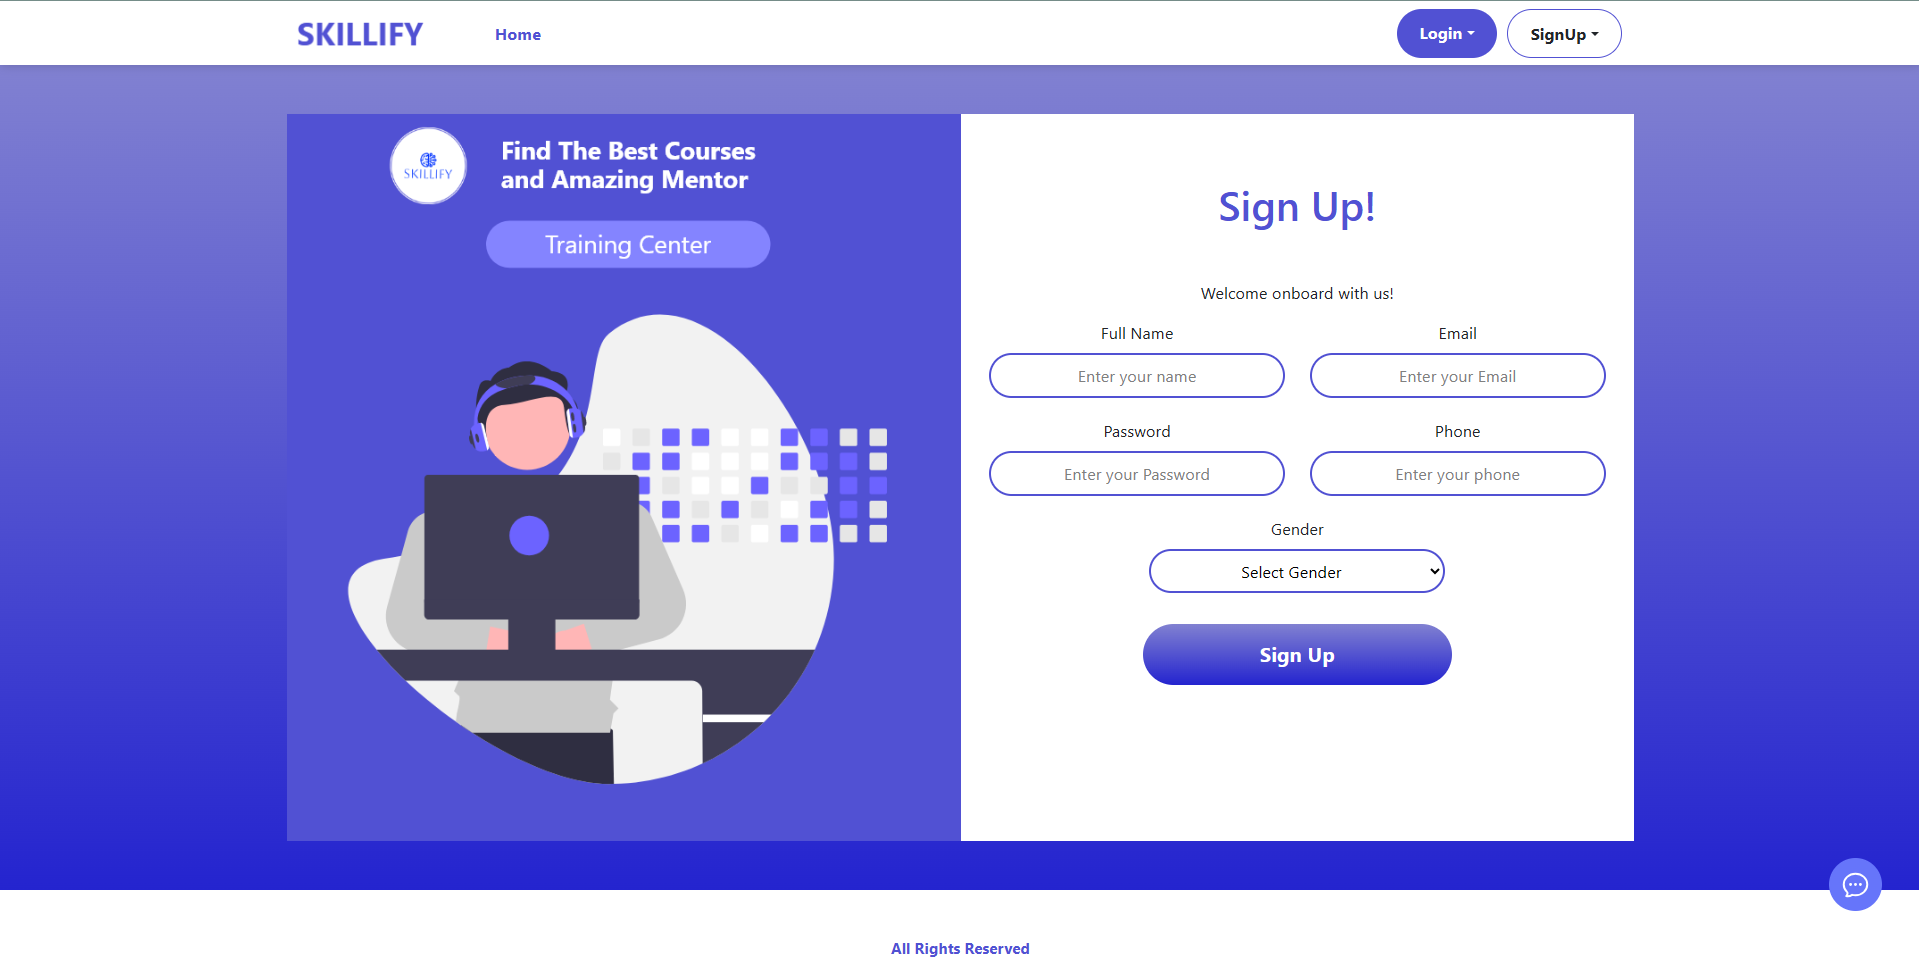 SKILLIFY
Home
Login
SignUp
SKILLIFY
Find The Best Courses
and Amazing Mentor
Training Center
Sign Up!
Welcome onboard with us!
Full Name
Email
Enter your name
Enter your Email
Password
Phone
Enter your Password
Enter your phone
Gender
Select Gender
Sign Up
All Rights Reserved